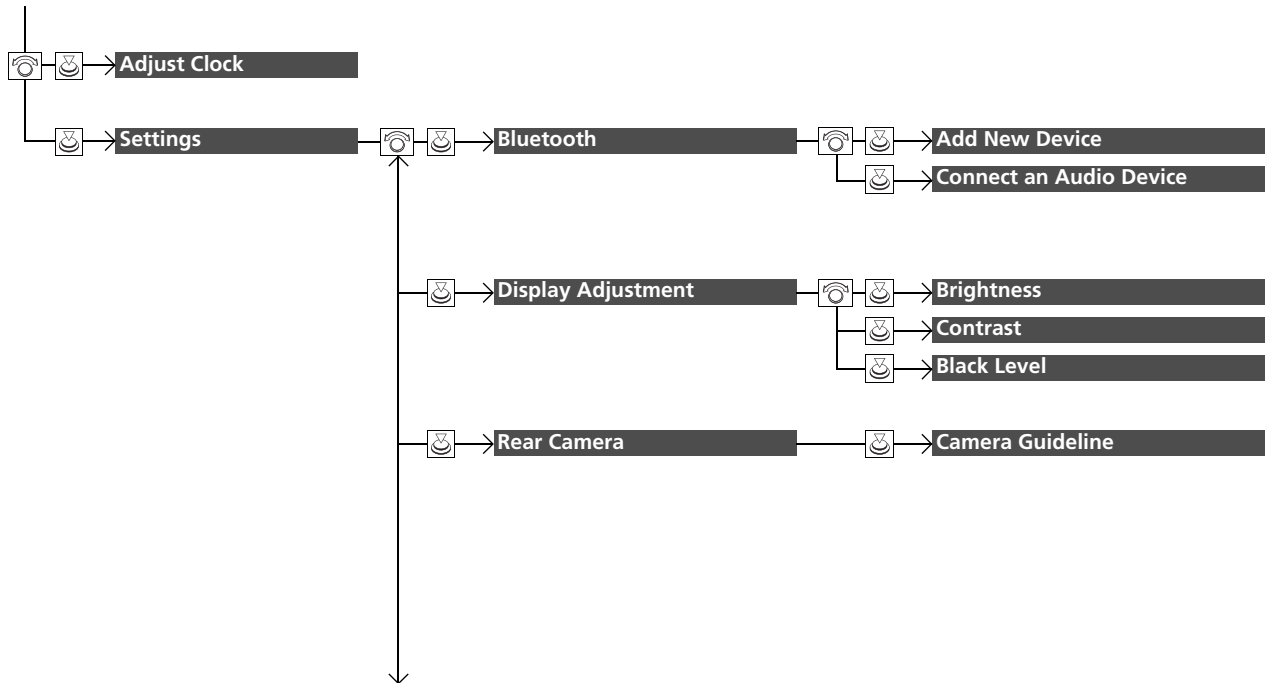 Adjust Clock
Settings
Bluetooth
Add New Device
Connect an Audio Device
Display Adjustment
Brightness
Contrast
Black Level
Rear Camera
Camera Guideline